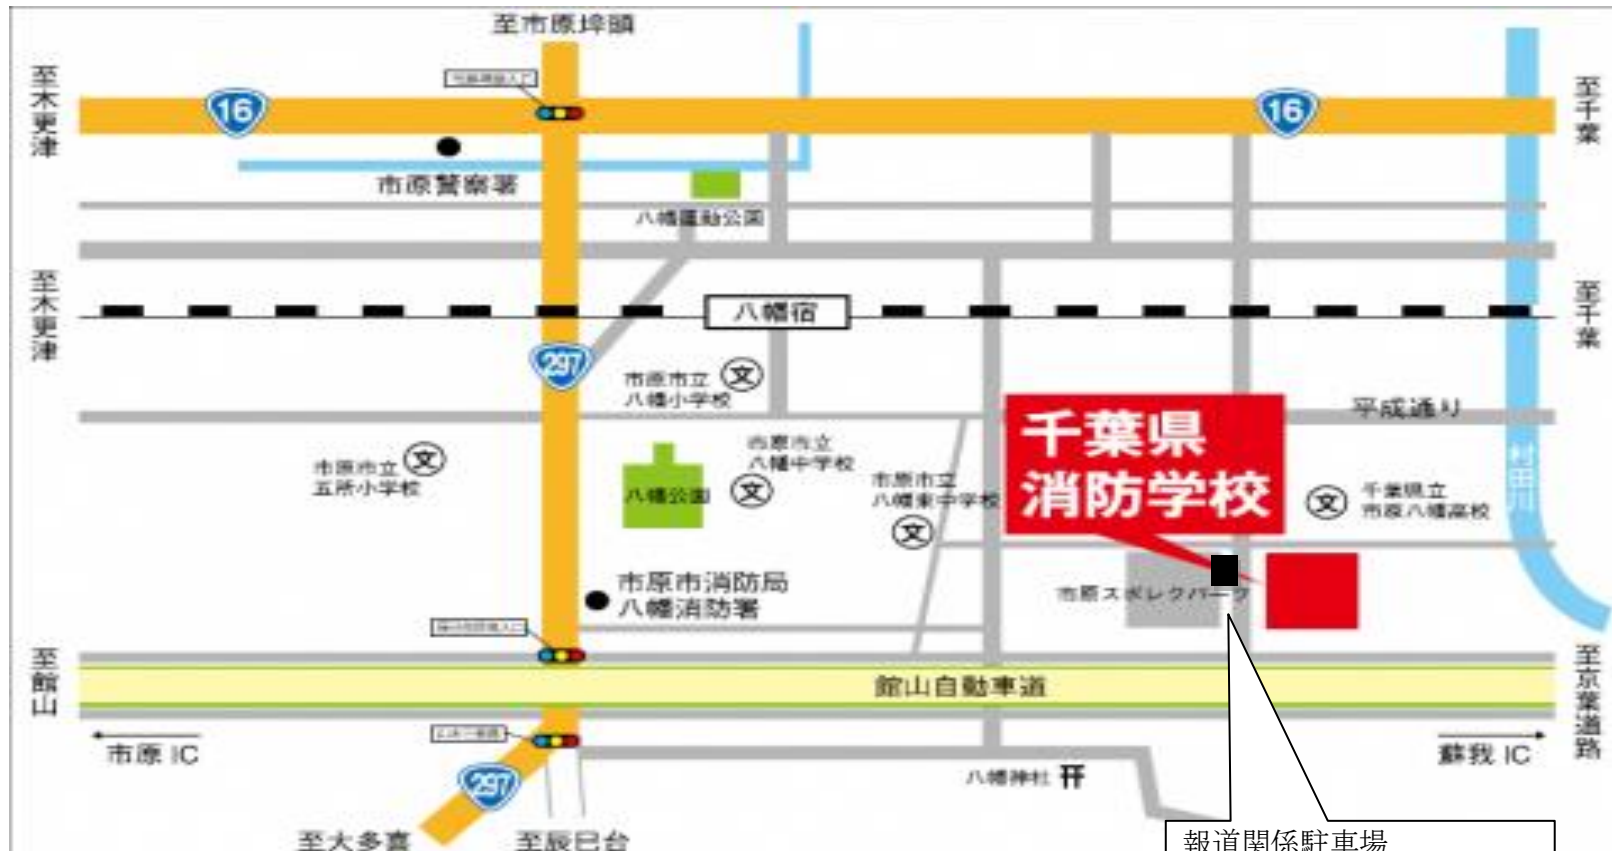 至市原埠頭
至木更津
16
16
至千葉
市原警察署
八幡運動公園
至木更津
八幡宿
至千葉
297
市原市立
八幡小学校
平成通り
千葉県
消防学校
市原市立
五所小学校
八幡公園
市原市立
八幡中学校
市原市立
八幡東中学校
千葉県立
市原八幡高校
村田川
市原市消防局
八幡消防署
市原スポレクパーク
至館山
館山自動車道
至京葉道路
市原 IC
蘇我 IC
297
八幡神社
至大多喜
至辰巳台
報道関係駐車場